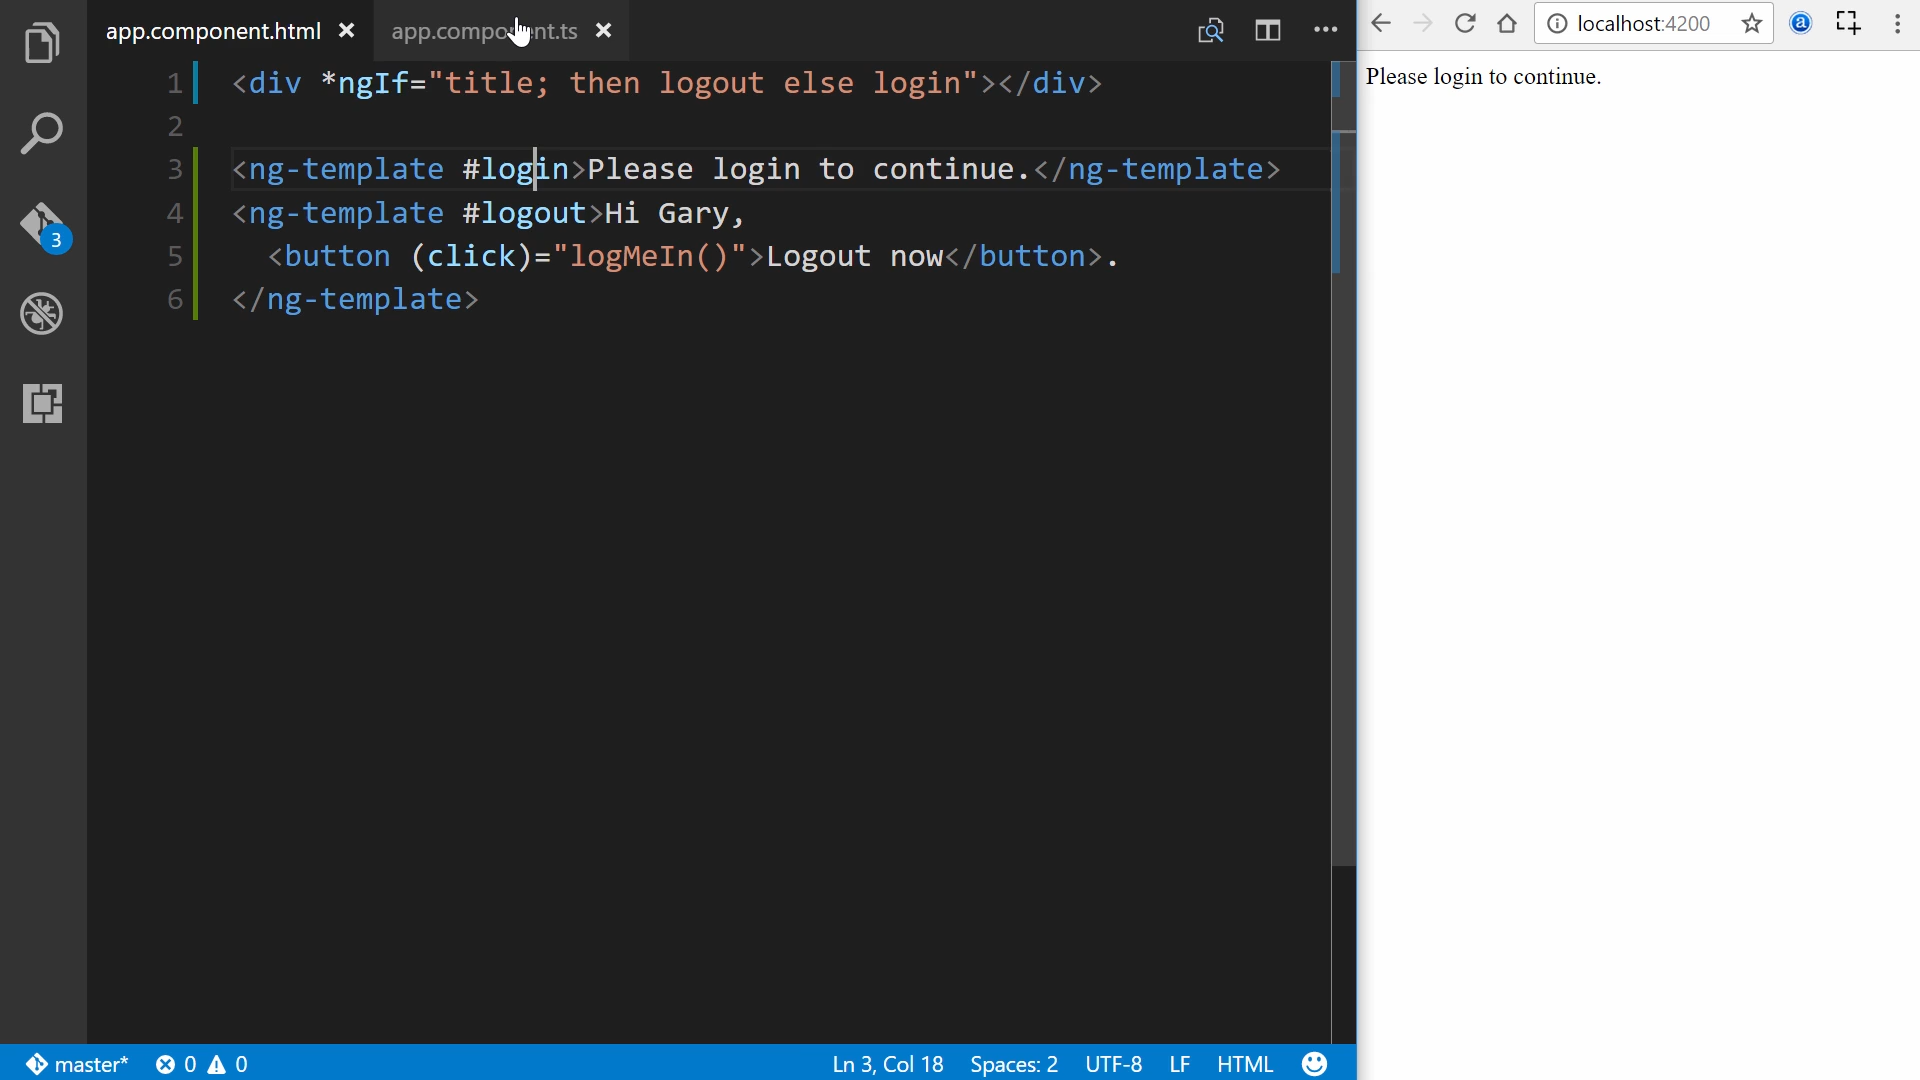 app.component.html
app.component.ts
localhost:4200
1 <div *ngIf="title; then logout else login"></div>
2
3 <ng-template #login>Please login to continue.</ng-template>
4 <ng-template #logout>Hi Gary,
5 <button (click)="logMeIn()">Logout now</button>.
6 </ng-template>
Please login to continue.
3
master* 0 0 Ln 3, Col 18 Spaces: 2 UTF-8 LF HTML